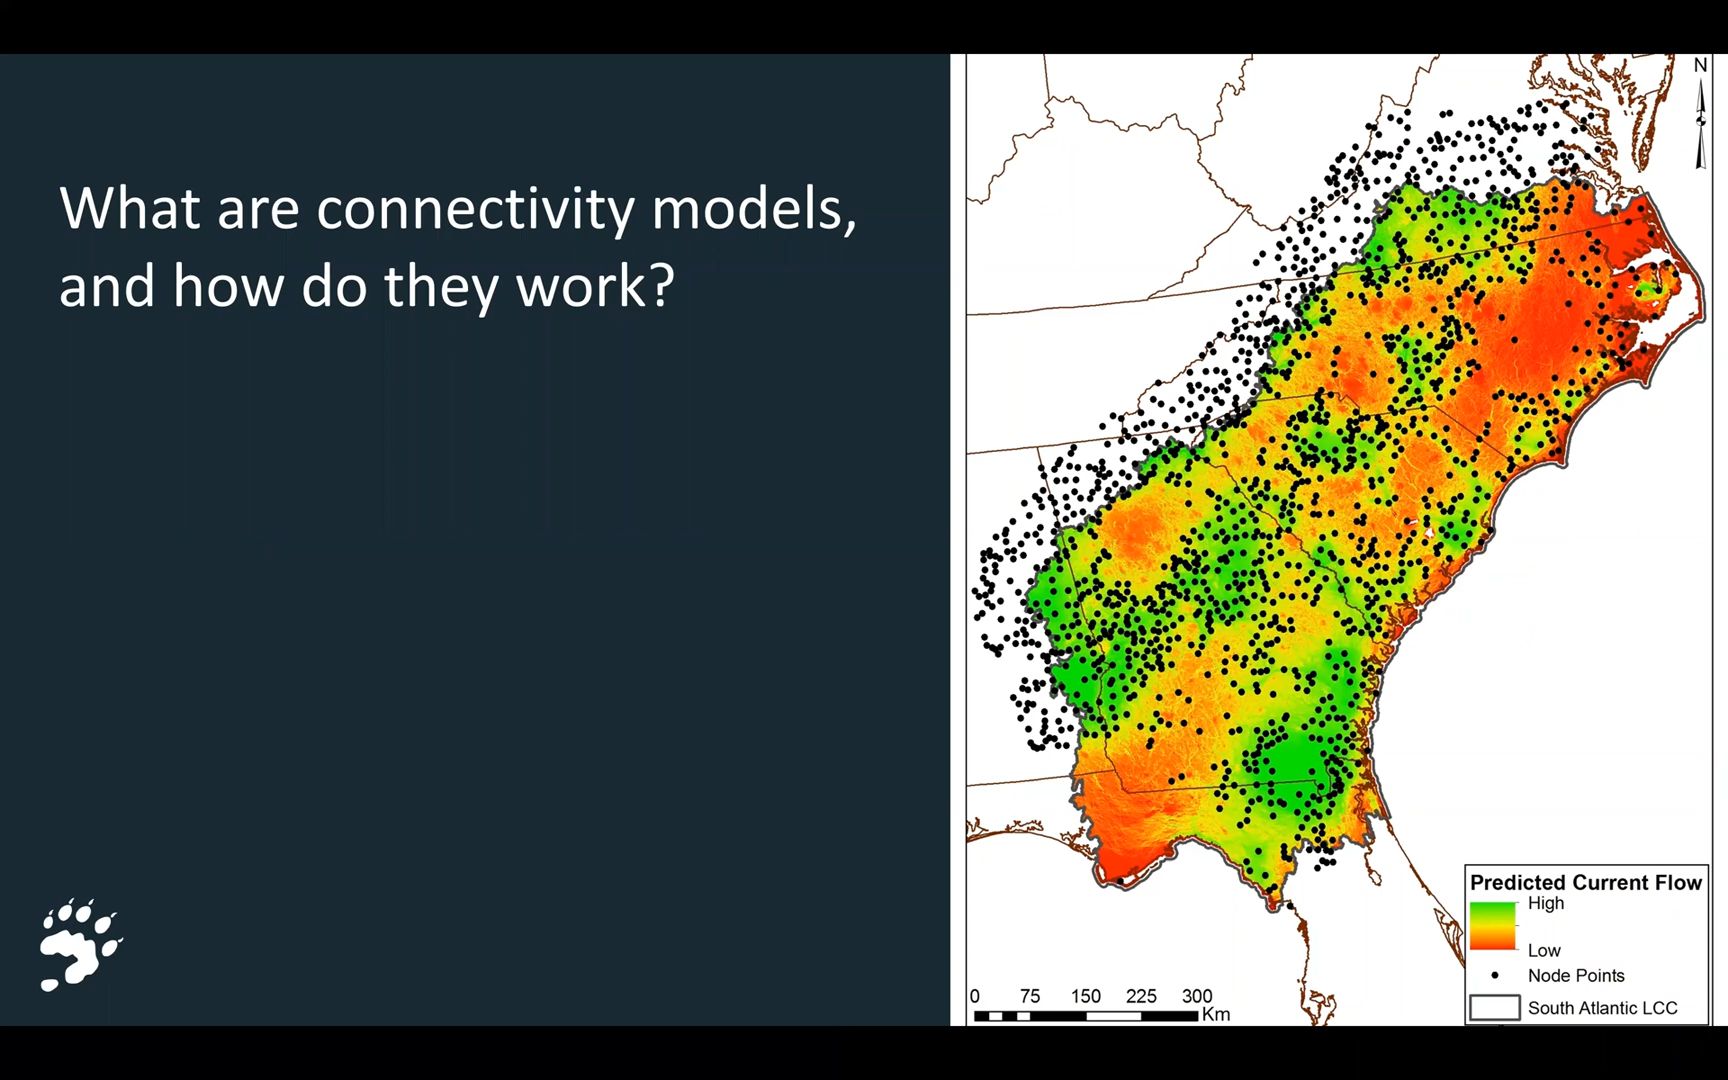 What are connectivity models,
and how do they work?
N
Predicted Current Flow
High
Low
Node Points
South Atlantic LCC
0 75 150 225 300
Km